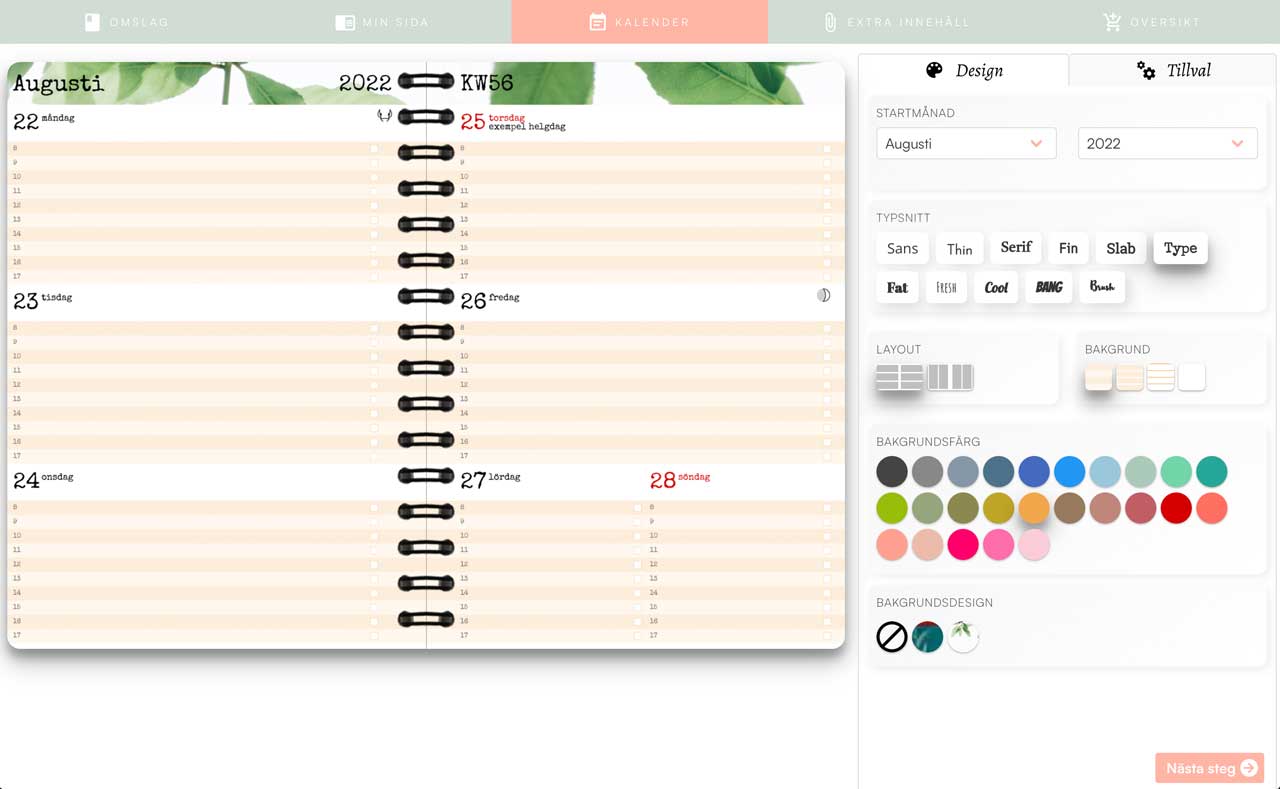 OMSLAG
MIN SIDA
KALENDER
EXTRA INNEHÅLL
ÖVERSIKT
Augusti
2022
KW56
22 måndag
8
9
10
11
12
13
14
15
16
17
23 tisdag
8
9
10
11
12
13
14
15
16
17
24 onsdag
8
9
10
11
12
13
14
15
16
17
25 torsdag
exempel helgdag
8
9
10
11
12
13
14
15
16
17
26 fredag
8
9
10
11
12
13
14
15
16
17
27 lördag
8
9
10
11
12
13
14
15
16
17
28 söndag
8
9
10
11
12
13
14
15
16
17
Design
Tillval
STARTMÅNAD
Augusti
2022
TYPSNITT
Sans
Thin
Serif
Fin
Slab
Type
Fat
FRESH
Cool
BANG
Brush
LAYOUT
BAKGRUND
BAKGRUNDSFÄRG
BAKGRUNDSDESIGN
Nästa steg